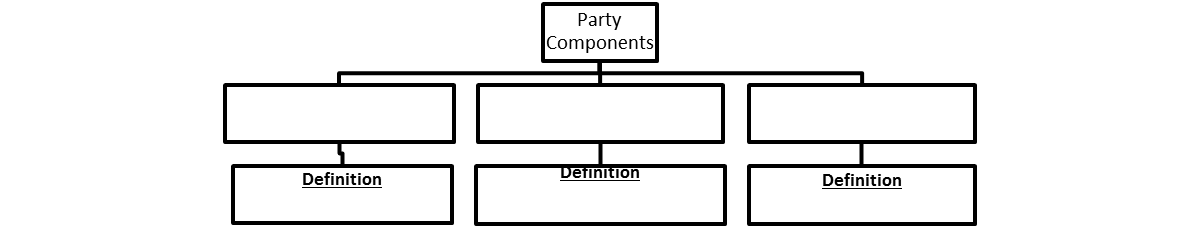 Party
Components
Definition
Definition
Definition